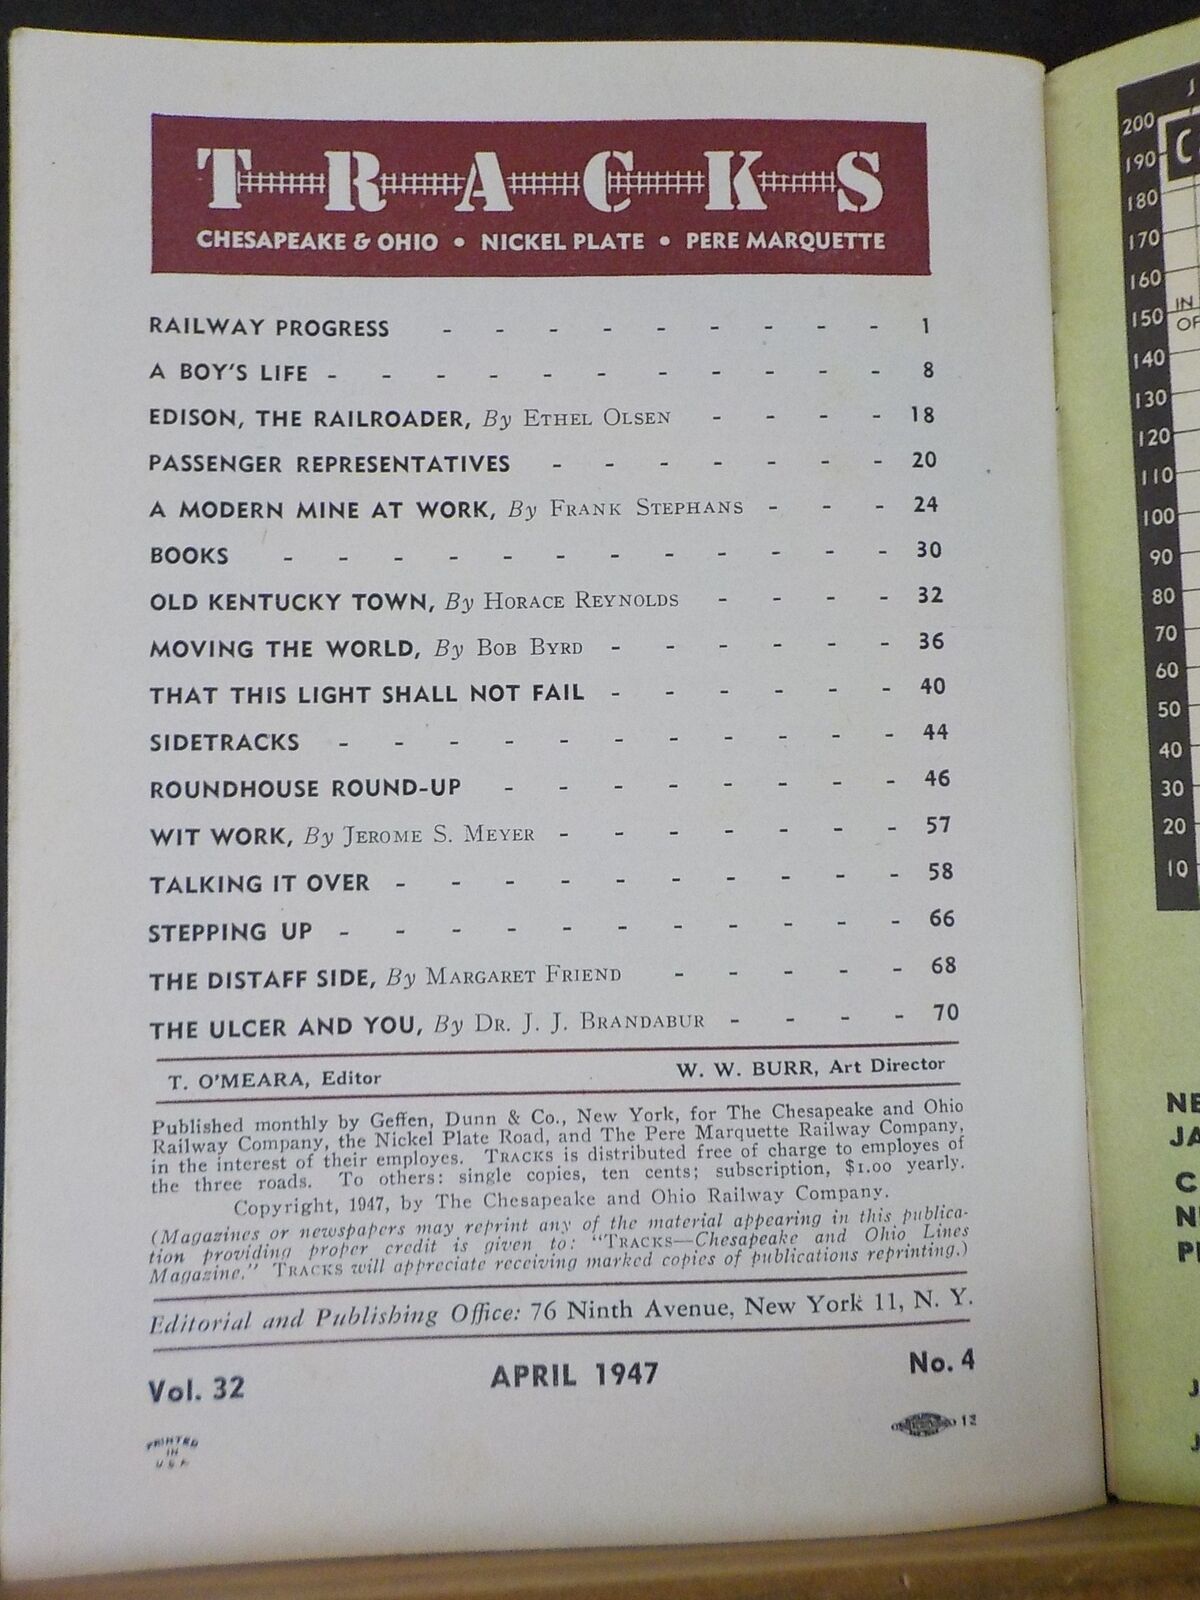 TRACKS
CHESAPEAKE & OHIO • NICKEL PLATE • PERE MARQUETTE
RAILWAY PROGRESS - - - - - - - - - 1
A BOY'S LIFE - - - - - - - - - - - 8
EDISON, THE RAILROADER, By ETHEL OLSEN - - - - 18
PASSENGER REPRESENTATIVES - - - - - - - 20
A MODERN MINE AT WORK, By FRANK STEPHANS - - - 24
BOOKS - - - - - - - - - - - - 30
OLD KENTUCKY TOWN, By HORACE REYNOLDS - - - - 32
MOVING THE WORLD, By BOB BYRD - - - - - - 36
THAT THIS LIGHT SHALL NOT FAIL - - - - - - 40
SIDETRACKS - - - - - - - - - - - 44
ROUNDHOUSE ROUND-UP - - - - - - - - 46
WIT WORK, By JEROME S. MEYER - - - - - - - 57
TALKING IT OVER - - - - - - - - - - 58
STEPPING UP - - - - - - - - - - - 66
THE DISTAFF SIDE, By MARGARET FRIEND - - - - - 68
THE ULCER AND YOU, By DR. J. J. BRANDABUR - - - - 70
T. O'MEARA, Editor W. W. BURR, Art Director
Published monthly by Geffen, Dunn & Co., New York, for The Chesapeake and Ohio
Railway Company, the Nickel Plate Road, and The Pere Marquette Railway Company,
in the interest of their employes. TRACKS is distributed free of charge to employes of
the three roads. To others: single copies, ten cents; subscription, $1.00 yearly.
Copyright, 1947, by The Chesapeake and Ohio Railway Company.
(Magazines or newspapers may reprint any of the material appearing in this publica-
tion providing proper credit is given to: "TRACKS—Chesapeake and Ohio Lines
Magazine." TRACKS will appreciate receiving marked copies of publications reprinting.)
Editorial and Publishing Office: 76 Ninth Avenue, New York 11, N. Y.
Vol. 32 APRIL 1947 No. 4
PRINTED
IN
U.S.A.
12
J
200
190
180
170
160
150
140
130
120
110
100
90
80
70
60
50
40
30
20
10
IN
NE
JA